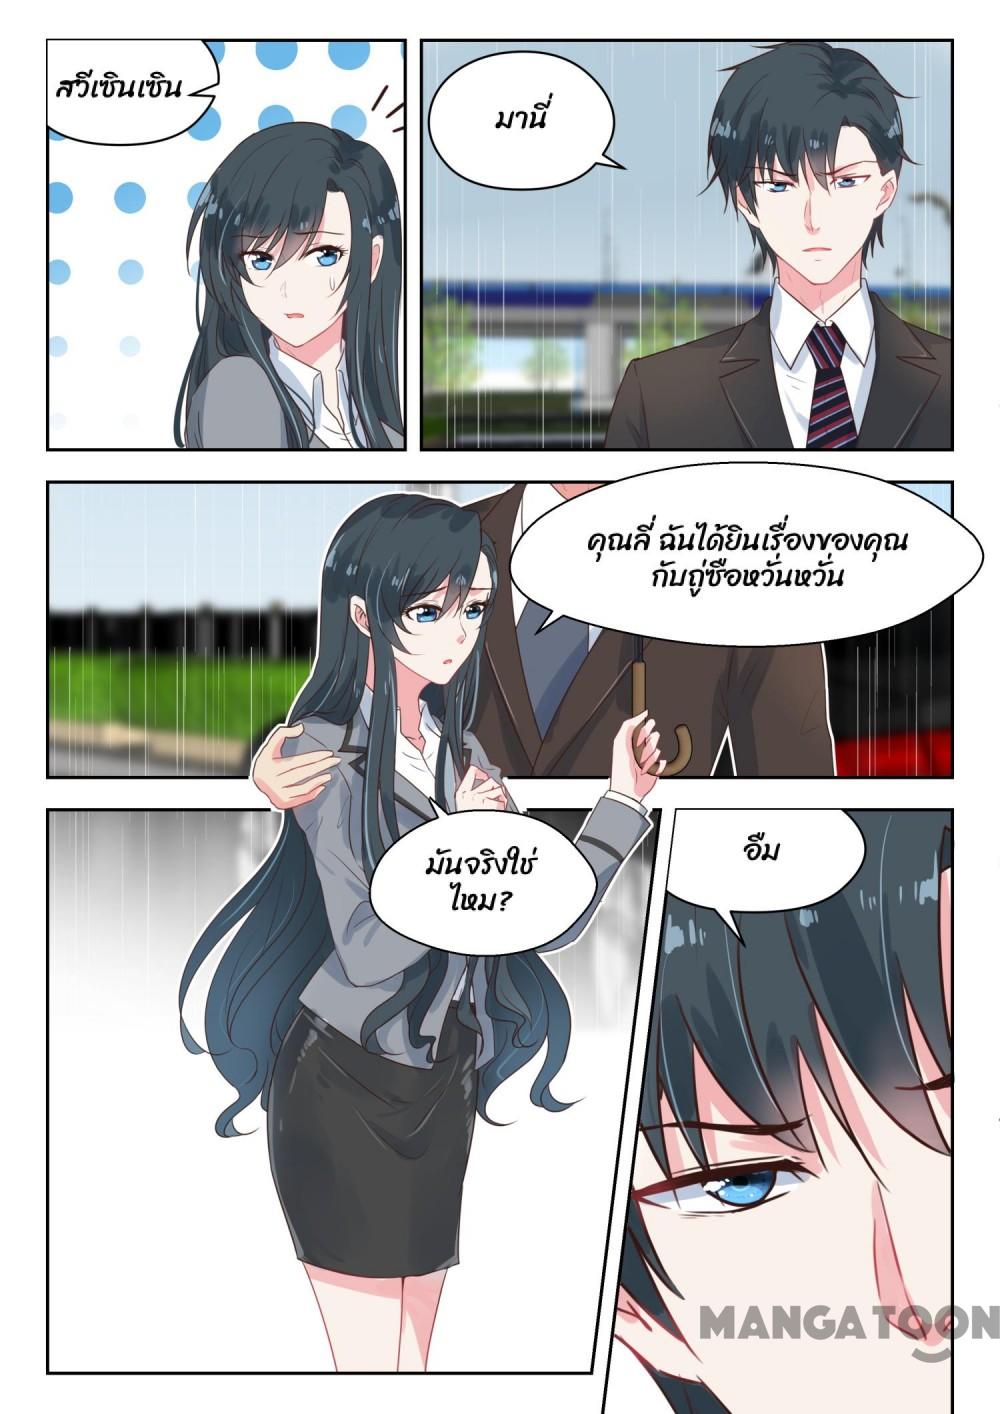 สวีเซินเซิน
มานี่
คุณลี่ ฉันได้ยินเรื่องของคุณ
กับถู่ซือหวั่นหวั่น
มันจริงใช่
ไหม?
อืม
MANGATOON